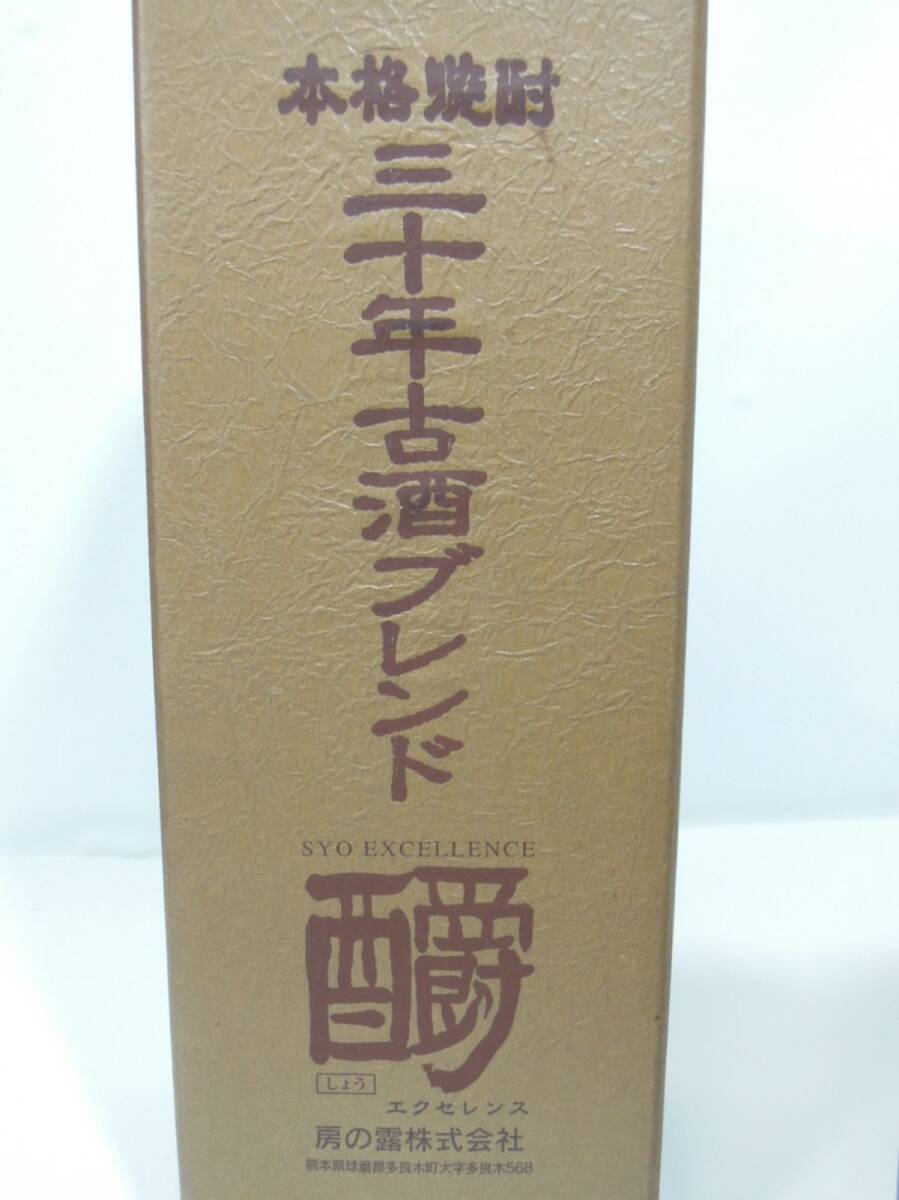 本格焼酎
三十年古酒ブレンド
SYO EXCELLENCE
釂
しょう
エクセレンス
房の露株式会社
熊本県球磨郡多良木町大字多良木568